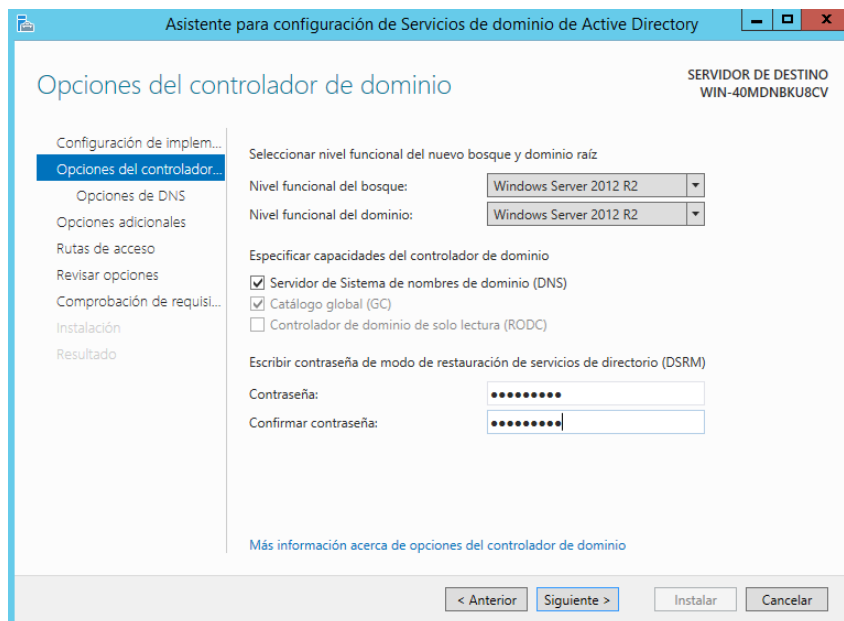 Asistente para configuración de Servicios de dominio de Active Directory
Opciones del controlador de dominio
SERVIDOR DE DESTINO
WIN-40MDNBKU8CV
Configuración de implem...
Opciones del controlador...
Opciones de DNS
Opciones adicionales
Rutas de acceso
Revisar opciones
Comprobación de requisi...
Instalación
Resultado
Seleccionar nivel funcional del nuevo bosque y dominio raíz
Nivel funcional del bosque: Windows Server 2012 R2
Nivel funcional del dominio: Windows Server 2012 R2
Especificar capacidades del controlador de dominio
Servidor de Sistema de nombres de dominio (DNS)
Catálogo global (GC)
Controlador de dominio de solo lectura (RODC)
Escribir contraseña de modo de restauración de servicios de directorio (DSRM)
Contraseña: •••••••••
Confirmar contraseña: •••••••••
Más información acerca de opciones del controlador de dominio
< Anterior Siguiente > Instalar Cancelar